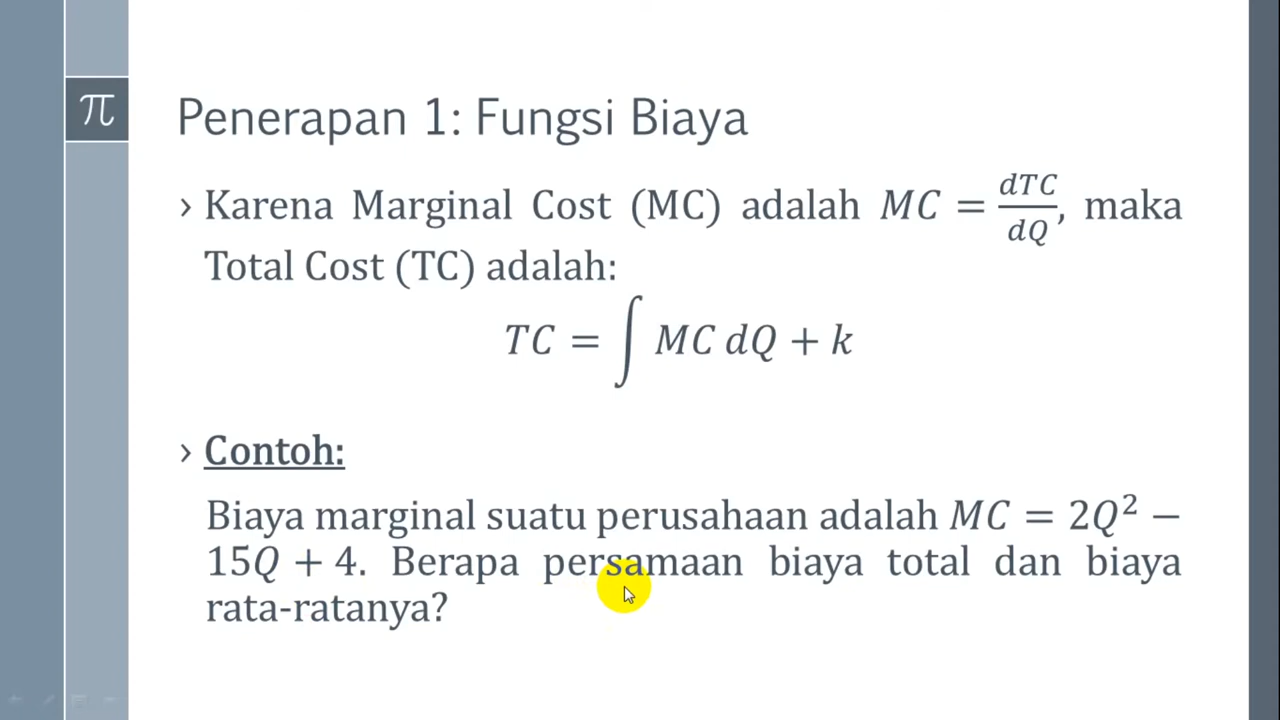 π
Penerapan 1: Fungsi Biaya
› Karena Marginal Cost (MC) adalah MC = dTC/dQ, maka
Total Cost (TC) adalah:
TC = ∫ MC dQ + k
› Contoh:
Biaya marginal suatu perusahaan adalah MC = 2Q² −
15Q + 4. Berapa persamaan biaya total dan biaya
rata-ratanya?